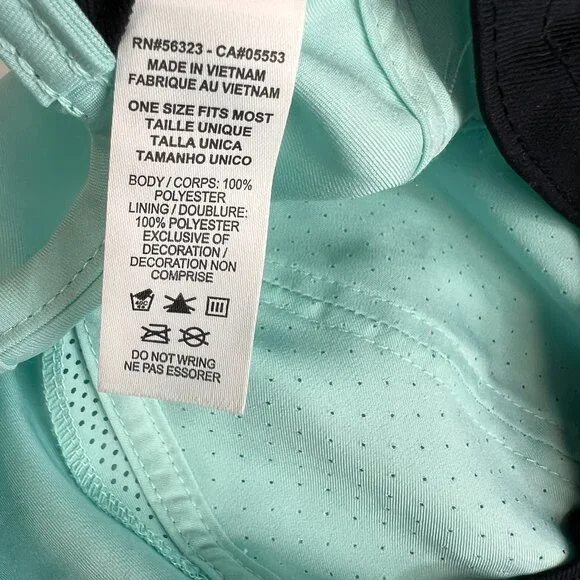 RN#56323 - CA#05553
MADE IN VIETNAM
FABRIQUE AU VIETNAM
ONE SIZE FITS MOST
TAILLE UNIQUE
TALLA UNICA
TAMANHO UNICO
BODY / CORPS: 100%
POLYESTER
LINING / DOUBLURE:
100% POLYESTER
EXCLUSIVE OF
DECORATION /
DECORATION NON
COMPRISE
DO NOT WRING
NE PAS ESSORER